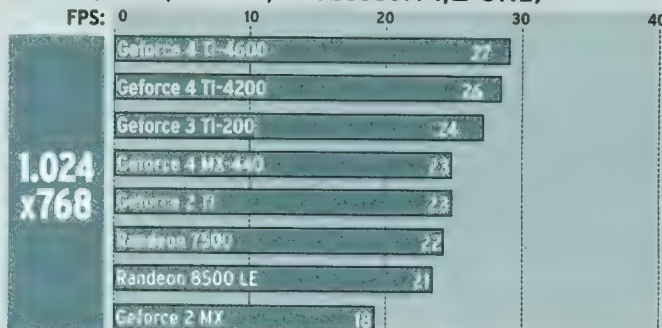 FPS: 0 10 20 30 40
1.024
x768
Geforce 4 TI-4600 27
Geforce 4 TI-4200 26
Geforce 3 TI-200 24
Geforce 4 MX-440 23
Geforce 2 TI 23
Randeon 7500 22
Randeon 8500 LE 21
Geforce 2 MX 18